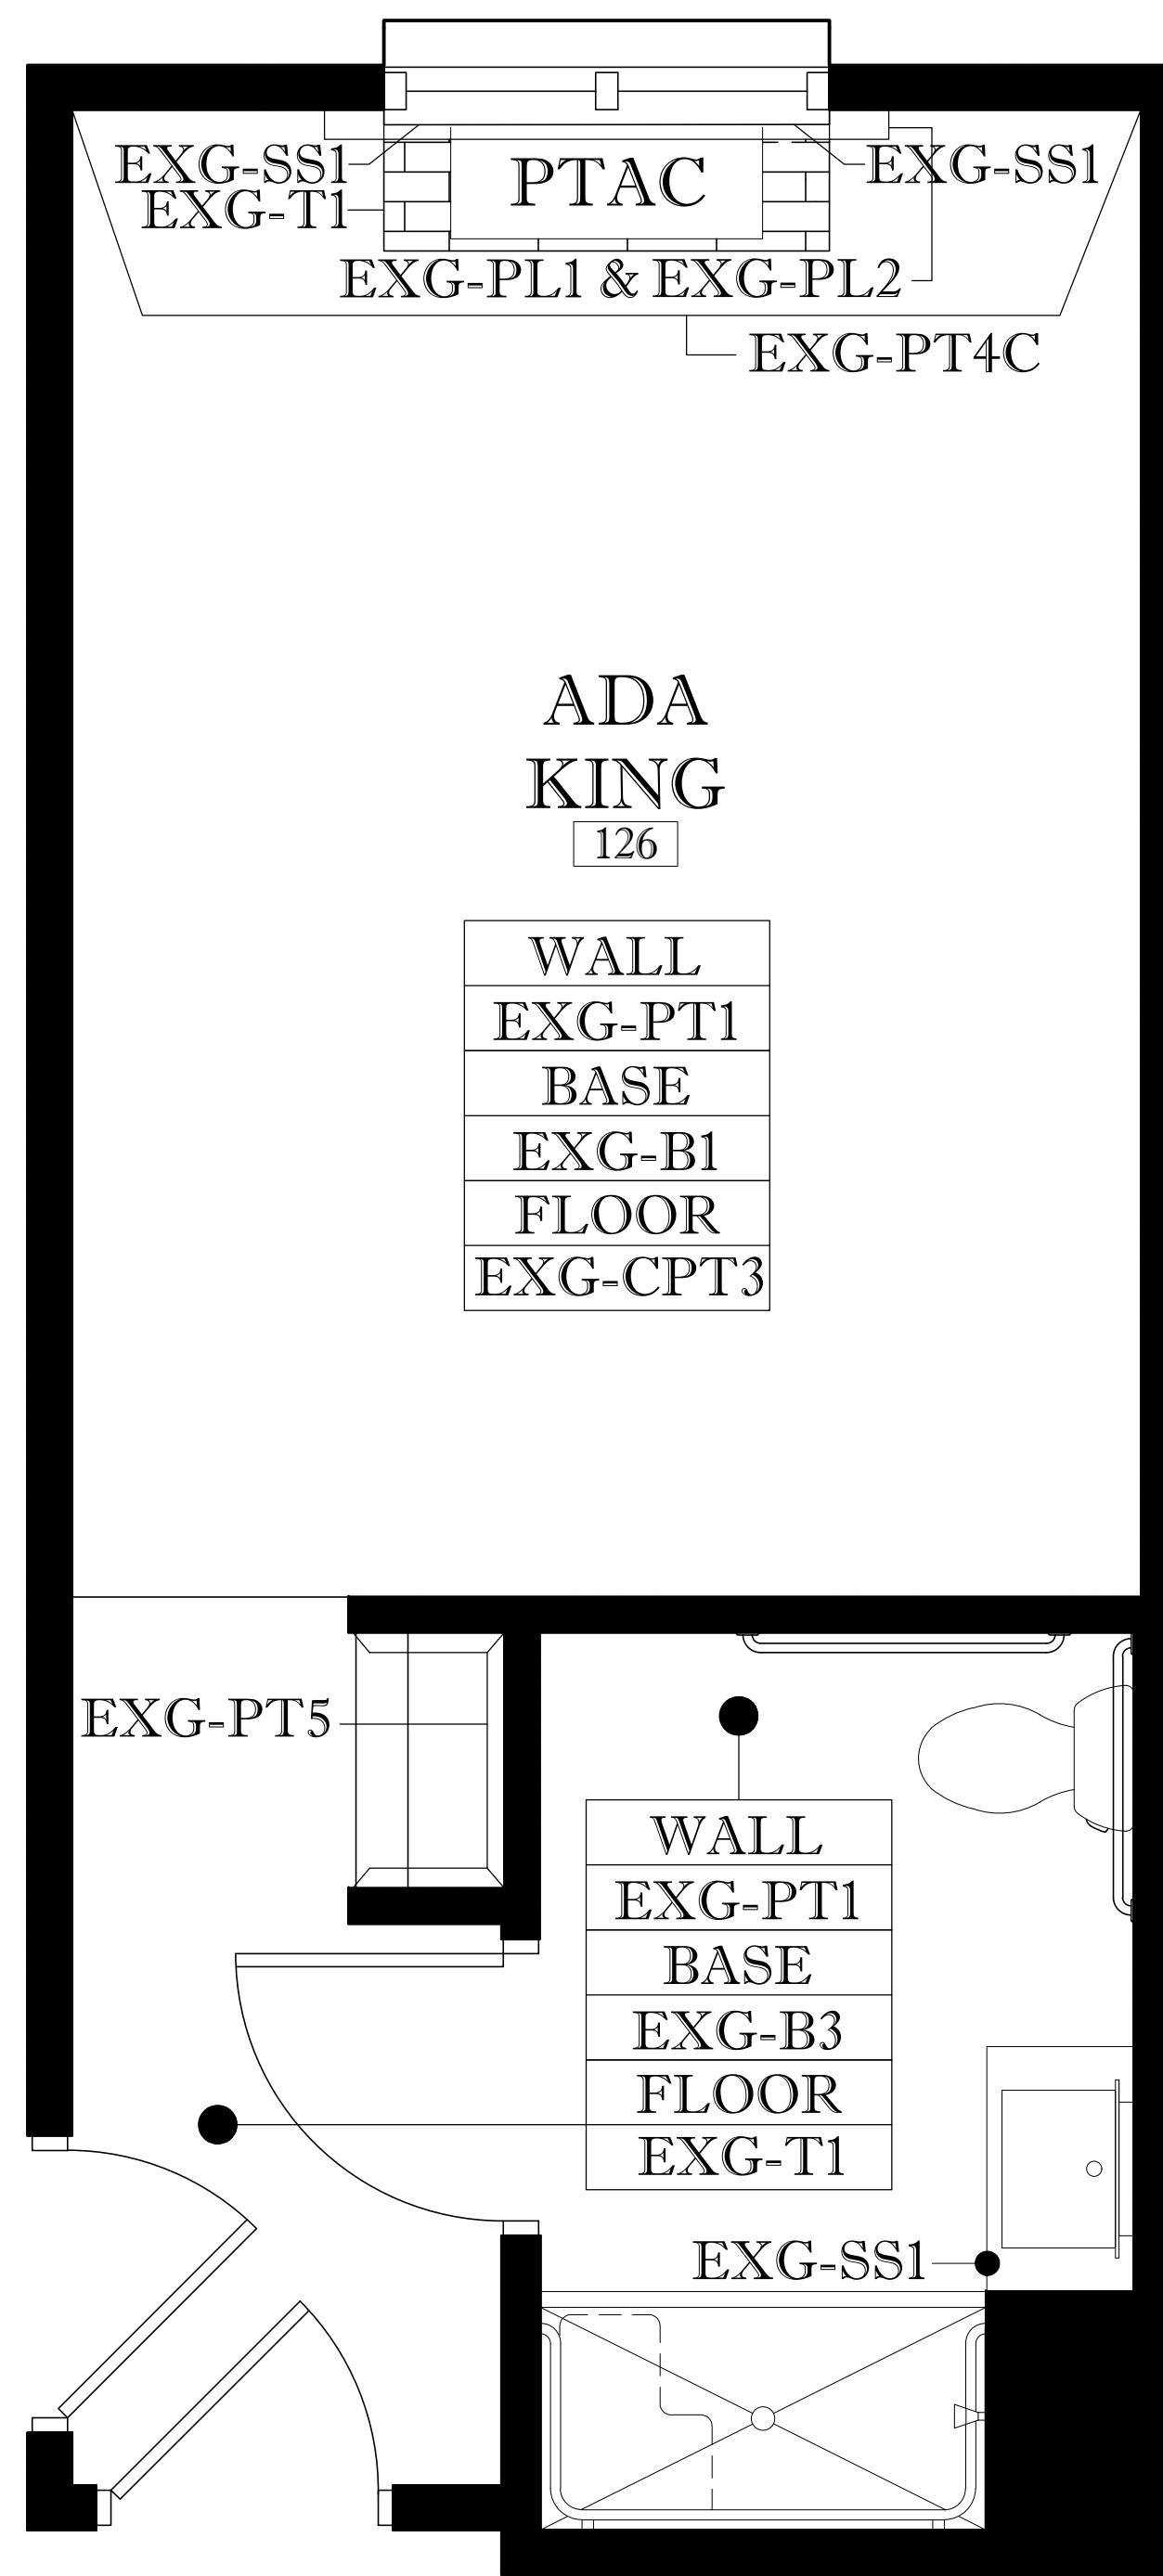 EXG-SS1
PTAC
EXG-SS1
EXG-T1
EXG-PL1 & EXG-PL2
EXG-PT4C
ADA
KING
126
WALL
EXG-PT1
BASE
EXG-B1
FLOOR
EXG-CPT3
EXG-PT5
WALL
EXG-PT1
BASE
EXG-B3
FLOOR
EXG-T1
EXG-SS1